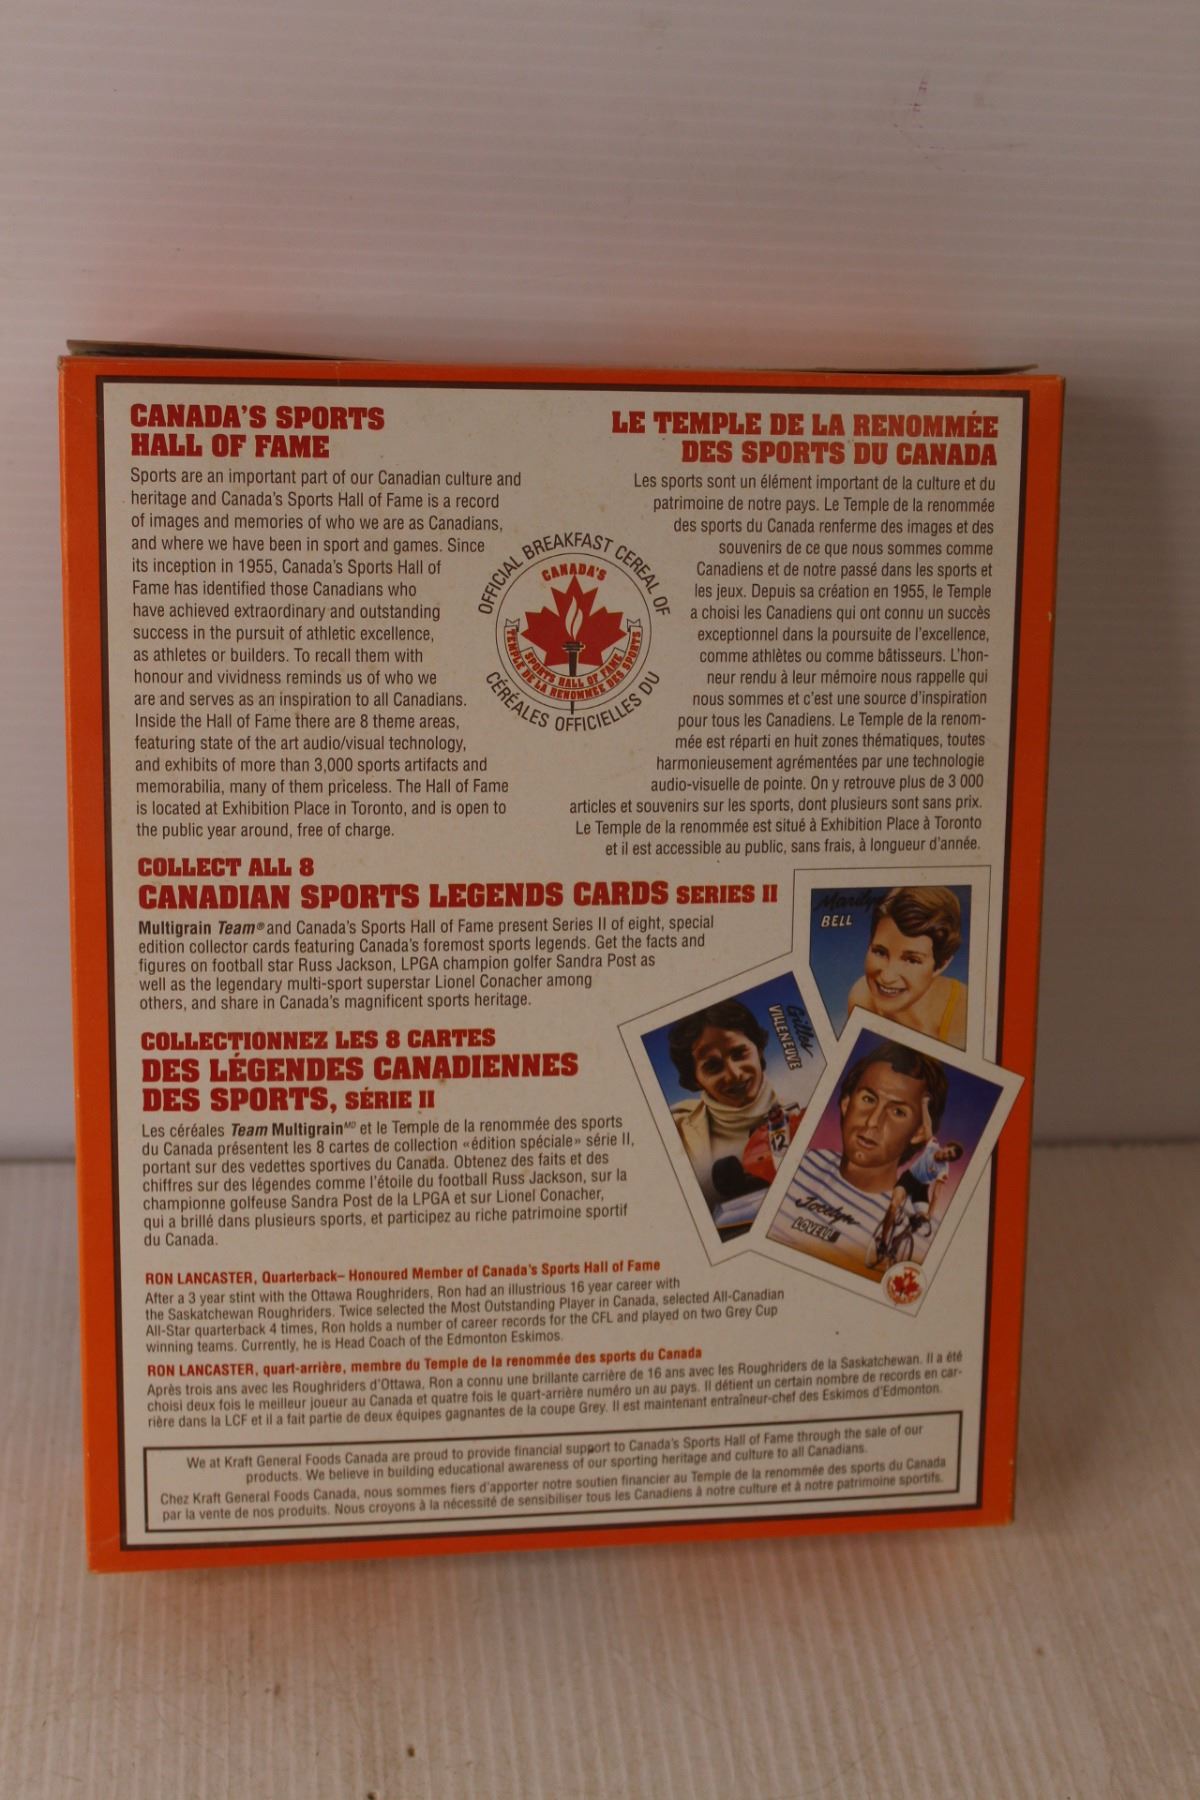 CANADA'S SPORTS
HALL OF FAME
Sports are an important part of our Canadian culture and
heritage and Canada's Sports Hall of Fame is a record
of images and memories of who we are as Canadians,
and where we have been in sport and games. Since
its inception in 1955, Canada's Sports Hall of
Fame has identified those Canadians who
have achieved extraordinary and outstanding
success in the pursuit of athletic excellence,
as athletes or builders. To recall them with
honour and vividness reminds us of who we
are and serves as an inspiration to all Canadians.
Inside the Hall of Fame there are 8 theme areas,
featuring state of the art audio/visual technology,
and exhibits of more than 3,000 sports artifacts and
memorabilia, many of them priceless. The Hall of Fame
is located at Exhibition Place in Toronto, and is open to
the public year around, free of charge.
OFFICIAL BREAKFAST CEREAL OF
CANADA'S
SPORTS HALL OF FAME
TEMPLE DE LA RENOMMÉE DES SPORTS
CÉRÉALES OFFICIELLES DU
LE TEMPLE DE LA RENOMMÉE
DES SPORTS DU CANADA
Les sports sont un élément important de la culture et du
patrimoine de notre pays. Le Temple de la renommée
des sports du Canada renferme des images et des
souvenirs de ce que nous sommes comme
Canadiens et de notre passé dans les sports et
les jeux. Depuis sa création en 1955, le Temple
a choisi les Canadiens qui ont connu un succès
exceptionnel dans la poursuite de l'excellence,
comme athlètes ou comme bâtisseurs. L'hon-
neur rendu à leur mémoire nous rappelle qui
nous sommes et c'est une source d'inspiration
pour tous les Canadiens. Le Temple de la renom-
mée est réparti en huit zones thématiques, toutes
harmonieusement agrémentées par une technologie
audio-visuelle de pointe. On y retrouve plus de 3 000
articles et souvenirs sur les sports, dont plusieurs sont sans prix.
Le Temple de la renommée est situé à Exhibition Place à Toronto
et il est accessible au public, sans frais, à longueur d'année.
COLLECT ALL 8
CANADIAN SPORTS LEGENDS CARDS SERIES II
Multigrain Team® and Canada's Sports Hall of Fame present Series II of eight, special
edition collector cards featuring Canada's foremost sports legends. Get the facts and
figures on football star Russ Jackson, LPGA champion golfer Sandra Post as
well as the legendary multi-sport superstar Lionel Conacher among
others, and share in Canada's magnificent sports heritage.
Marilyn
BELL
Gilles
VILLENEUVE
12
Jocelyn
LOVELL
COLLECTIONNEZ LES 8 CARTES
DES LÉGENDES CANADIENNES
DES SPORTS, SÉRIE II
Les céréales Team Multigrain MD et le Temple de la renommée des sports
du Canada présentent les 8 cartes de collection «édition spéciale» série II,
portant sur des vedettes sportives du Canada. Obtenez des faits et des
chiffres sur des légendes comme l'étoile du football Russ Jackson, sur la
championne golfeuse Sandra Post de la LPGA et sur Lionel Conacher,
qui a brillé dans plusieurs sports, et participez au riche patrimoine sportif
du Canada.
RON LANCASTER, Quarterback– Honoured Member of Canada's Sports Hall of Fame
After a 3 year stint with the Ottawa Roughriders, Ron had an illustrious 16 year career with
the Saskatchewan Roughriders. Twice selected the Most Outstanding Player in Canada, selected All-Canadian
All-Star quarterback 4 times, Ron holds a number of career records for the CFL and played on two Grey Cup
winning teams. Currently, he is Head Coach of the Edmonton Eskimos.
RON LANCASTER, quart-arrière, membre du Temple de la renommée des sports du Canada
Après trois ans avec les Roughriders d'Ottawa, Ron a connu une brillante carrière de 16 ans avec les Roughriders de la Saskatchewan. Il a été
choisi deux fois le meilleur joueur au Canada et quatre fois le quart-arrière numéro un au pays. Il détient un certain nombre de records en car-
rière dans la LCF et il a fait partie de deux équipes gagnantes de la coupe Grey. Il est maintenant entraîneur-chef des Eskimos d'Edmonton.
We at Kraft General Foods Canada are proud to provide financial support to Canada's Sports Hall of Fame through the sale of our
products. We believe in building educational awareness of our sporting heritage and culture to all Canadians.
Chez Kraft General Foods Canada, nous sommes fiers d'apporter notre soutien financier au Temple de la renommée des sports du Canada
par la vente de nos produits. Nous croyons à la nécessité de sensibiliser tous les Canadiens à notre culture et à notre patrimoine sportifs.